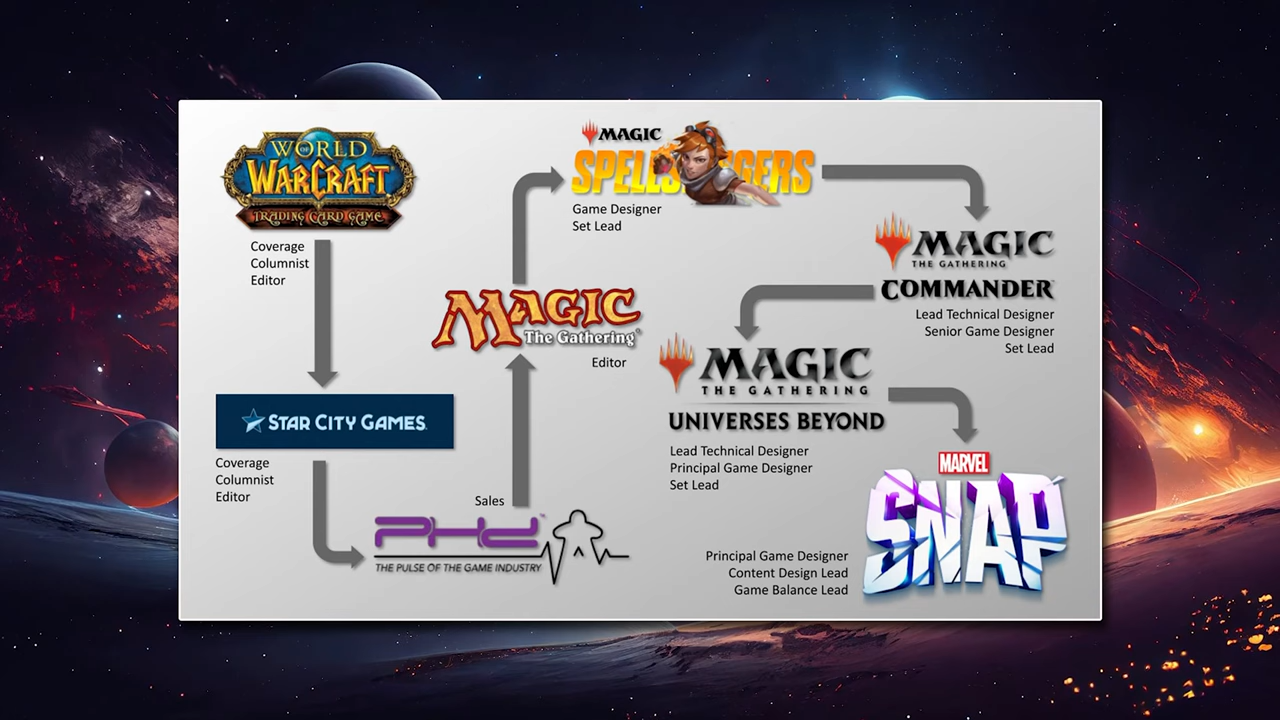 WORLD
OF
WARCRAFT
TRADING CARD GAME
Coverage
Columnist
Editor
STAR CITY GAMES.
Coverage
Columnist
Editor
Sales
PHD
THE PULSE OF THE GAME INDUSTRY
MAGIC
The Gathering®
Editor
MAGIC
Game Designer
Set Lead
MAGIC
THE GATHERING
COMMANDER
Lead Technical Designer
Senior Game Designer
Set Lead
MAGIC
THE GATHERING
UNIVERSES BEYOND
Lead Technical Designer
Principal Game Designer
Set Lead
MARVEL
SNAP
Principal Game Designer
Content Design Lead
Game Balance Lead